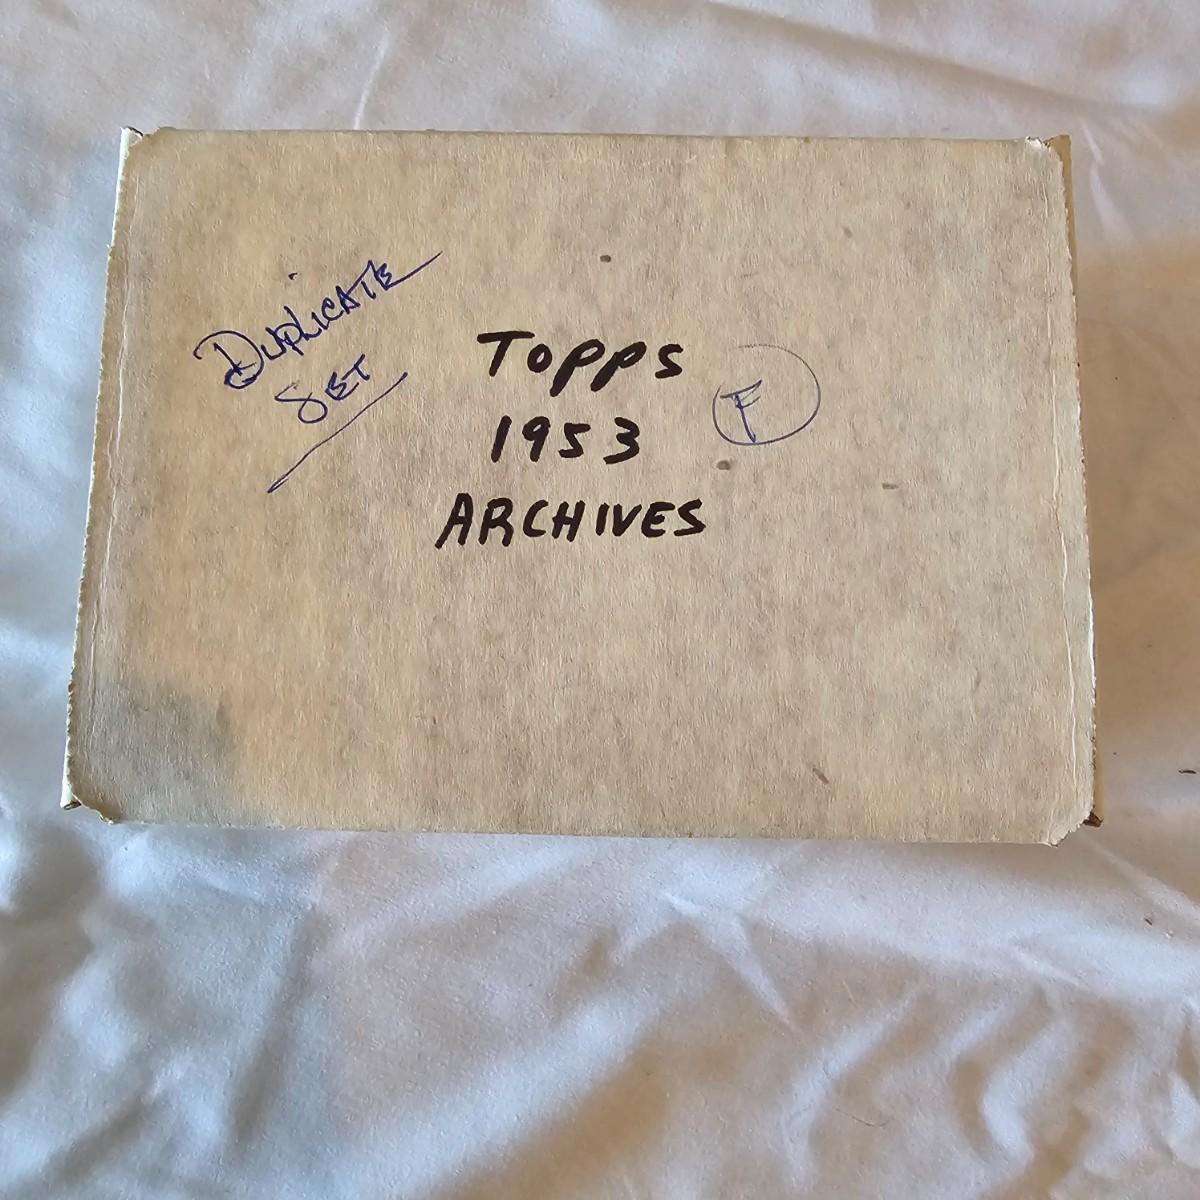 DUPLICATE
SET
TOPPS
1953
ARCHIVES
F